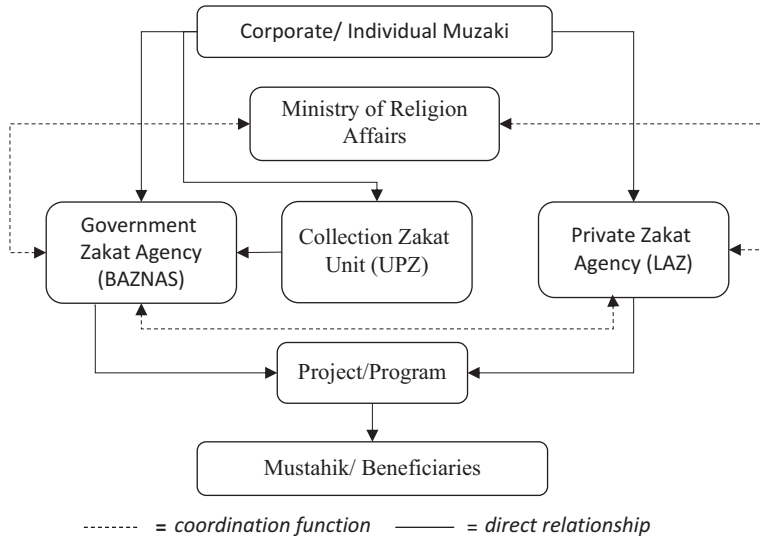 Corporate/ Individual Muzaki
Ministry of Religion
Affairs
Government
Zakat Agency
(BAZNAS)
Collection Zakat
Unit (UPZ)
Private Zakat
Agency (LAZ)
Project/Program
Mustahik/ Beneficiaries
= coordination function
= direct relationship